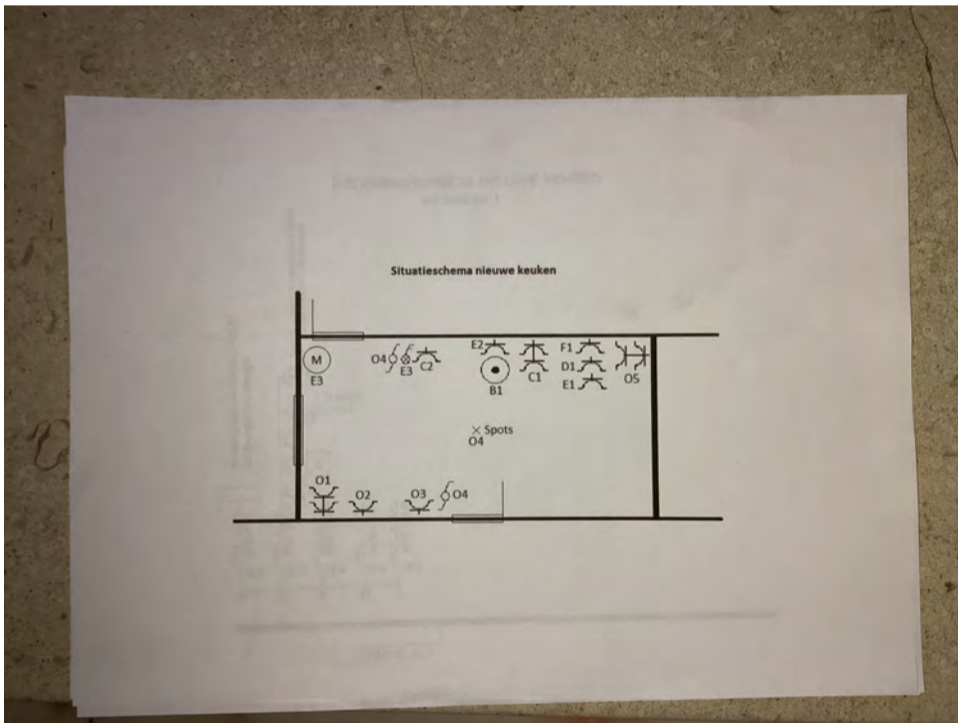 Situatieschema nieuwe keuken
M
E3
O4
E3
C2
E2
B1
C1
F1
D1
E1
O5
Spots
O4
O1
O2
O3
O4